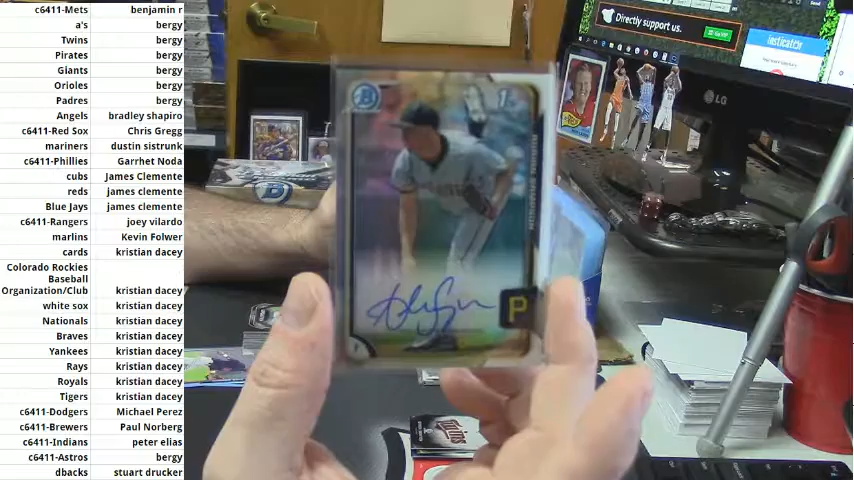 c6411-Mets benjamin r
a's bergy
Twins bergy
Pirates bergy
Giants bergy
Orioles bergy
Padres bergy
Angels bradley shapiro
c6411-Red Sox Chris Gregg
mariners dustin sistrunk
c6411-Phillies Garrhet Noda
cubs James Clemente
reds james clemente
Blue Jays james clemente
c6411-Rangers joey vilardo
marlins Kevin Folwer
cards kristian dacey
Colorado Rockies
Baseball
Organization/Club kristian dacey
white sox kristian dacey
Nationals kristian dacey
Braves kristian dacey
Yankees kristian dacey
Rays kristian dacey
Royals kristian dacey
Tigers kristian dacey
c6411-Dodgers Michael Perez
c6411-Brewers Paul Norberg
c6411-Indians peter elias
c6411-Astros bergy
dbacks stuart drucker
Directly support us.
insticator
LG
B
1st
P
Twins